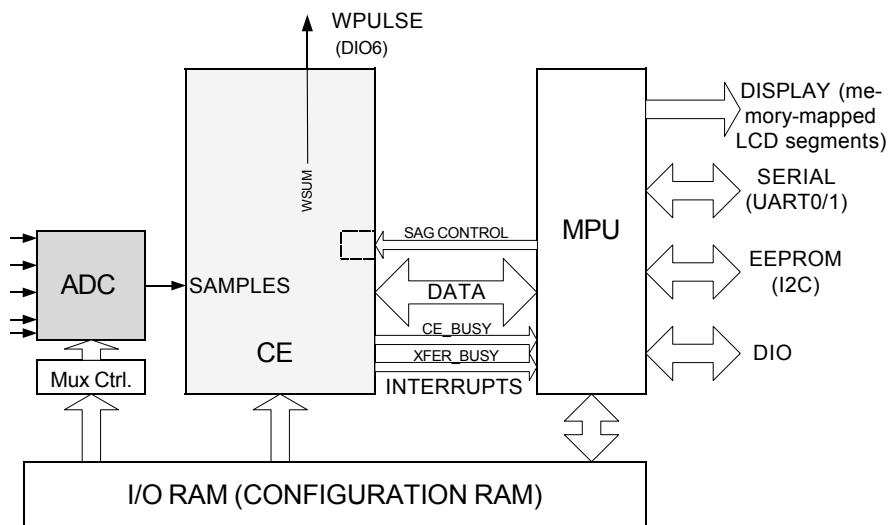 WPULSE
(DIO6)
WSUM
ADC
SAMPLES
CE
Mux Ctrl.
SAG CONTROL
DATA
CE_BUSY
XFER_BUSY
INTERRUPTS
MPU
DISPLAY (me-
mory-mapped
LCD segments)
SERIAL
(UART0/1)
EEPROM
(I2C)
DIO
I/O RAM (CONFIGURATION RAM)